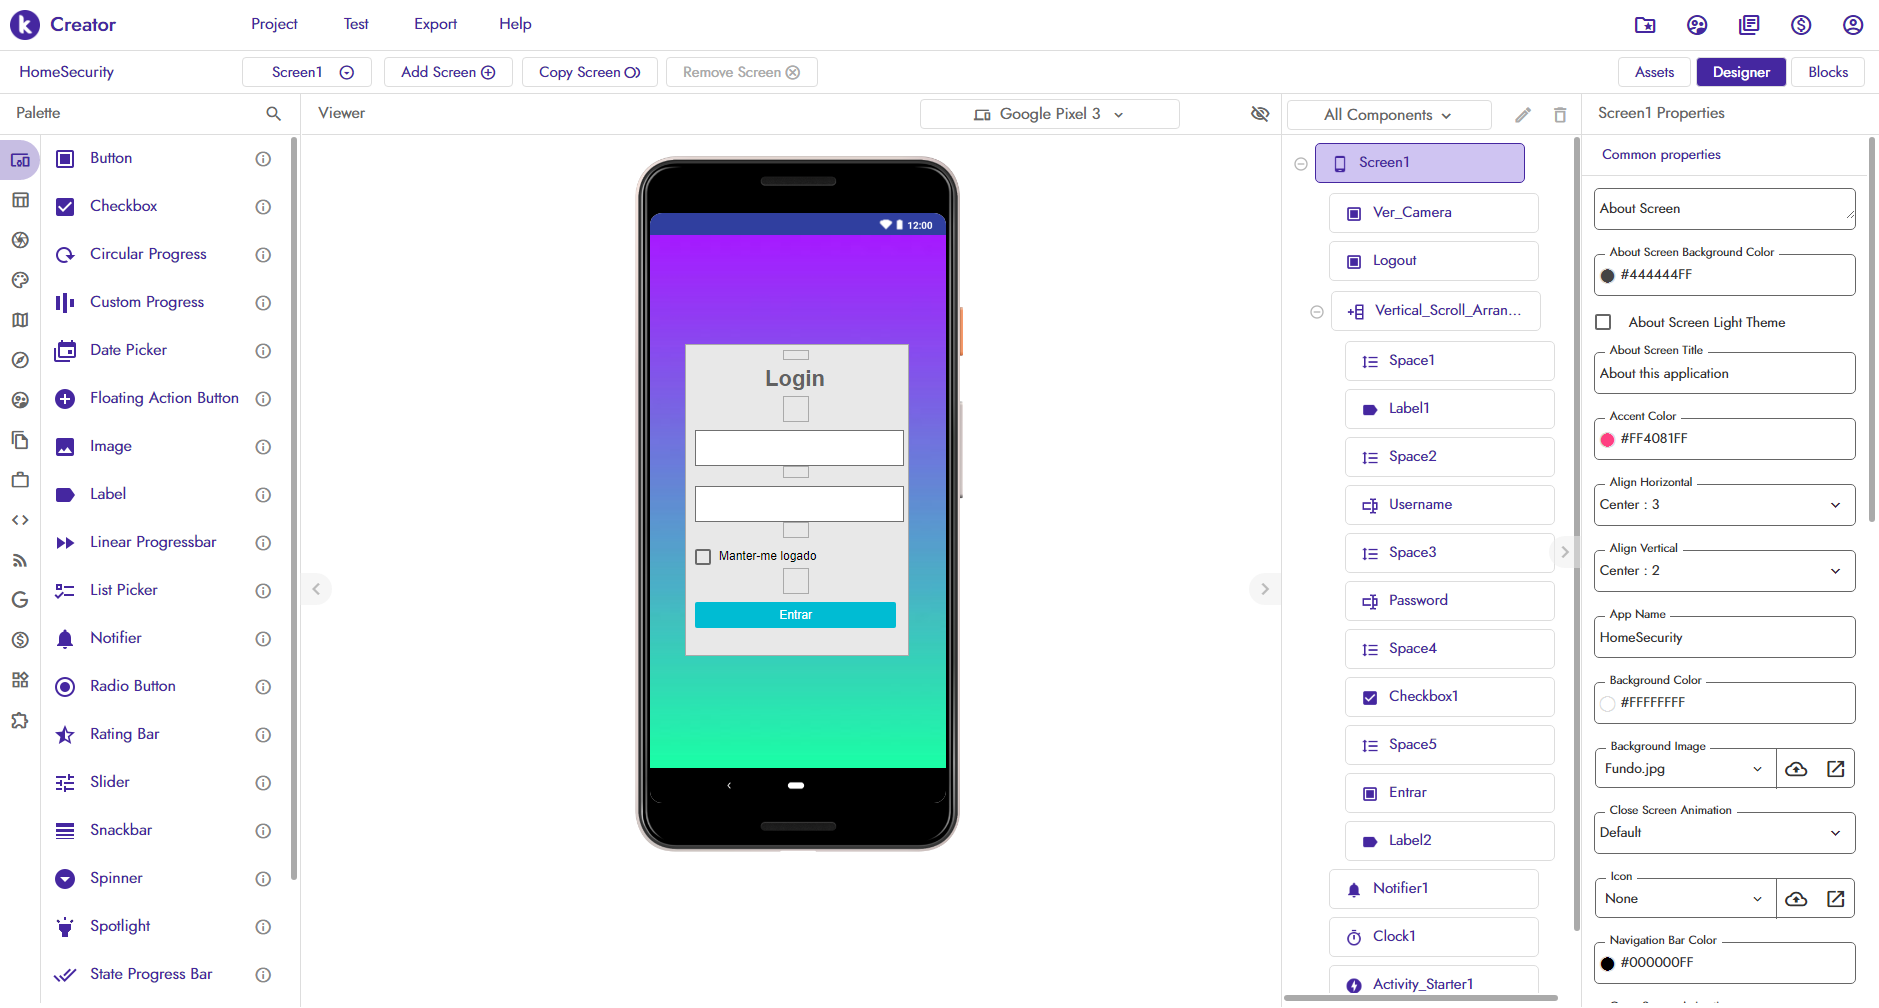 Creator
Project
Test
Export
Help
HomeSecurity
Screen1
Add Screen
Copy Screen
Remove Screen
Assets
Designer
Blocks
Palette
Viewer
Google Pixel 3
All Components
Screen1 Properties
Button
Checkbox
Circular Progress
Custom Progress
Date Picker
Floating Action Button
Image
Label
Linear Progressbar
List Picker
Notifier
Radio Button
Rating Bar
Slider
Snackbar
Spinner
Spotlight
State Progress Bar
12:00
Login
Manter-me logado
Entrar
Screen1
Ver_Camera
Logout
Vertical_Scroll_Arran...
Space1
Label1
Space2
Username
Space3
Password
Space4
Checkbox1
Space5
Entrar
Label2
Notifier1
Clock1
Activity_Starter1
Common properties
About Screen
About Screen Background Color
#444444FF
About Screen Light Theme
About Screen Title
About this application
Accent Color
#FF4081FF
Align Horizontal
Center : 3
Align Vertical
Center : 2
App Name
HomeSecurity
Background Color
#FFFFFFFF
Background Image
Fundo.jpg
Close Screen Animation
Default
Icon
None
Navigation Bar Color
#000000FF